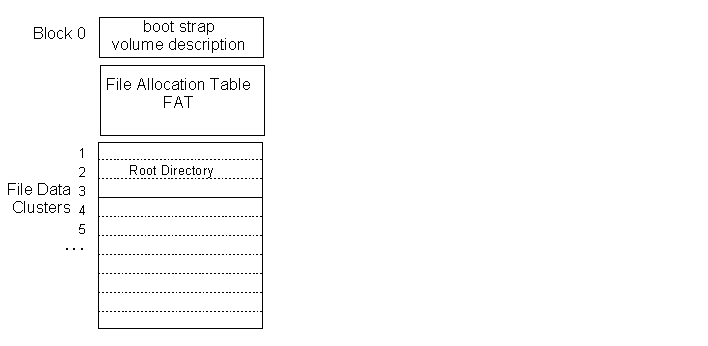 Block 0
boot strap
volume description
File Allocation Table
FAT
1
2
Root Directory
File Data
3
Clusters
4
5
...